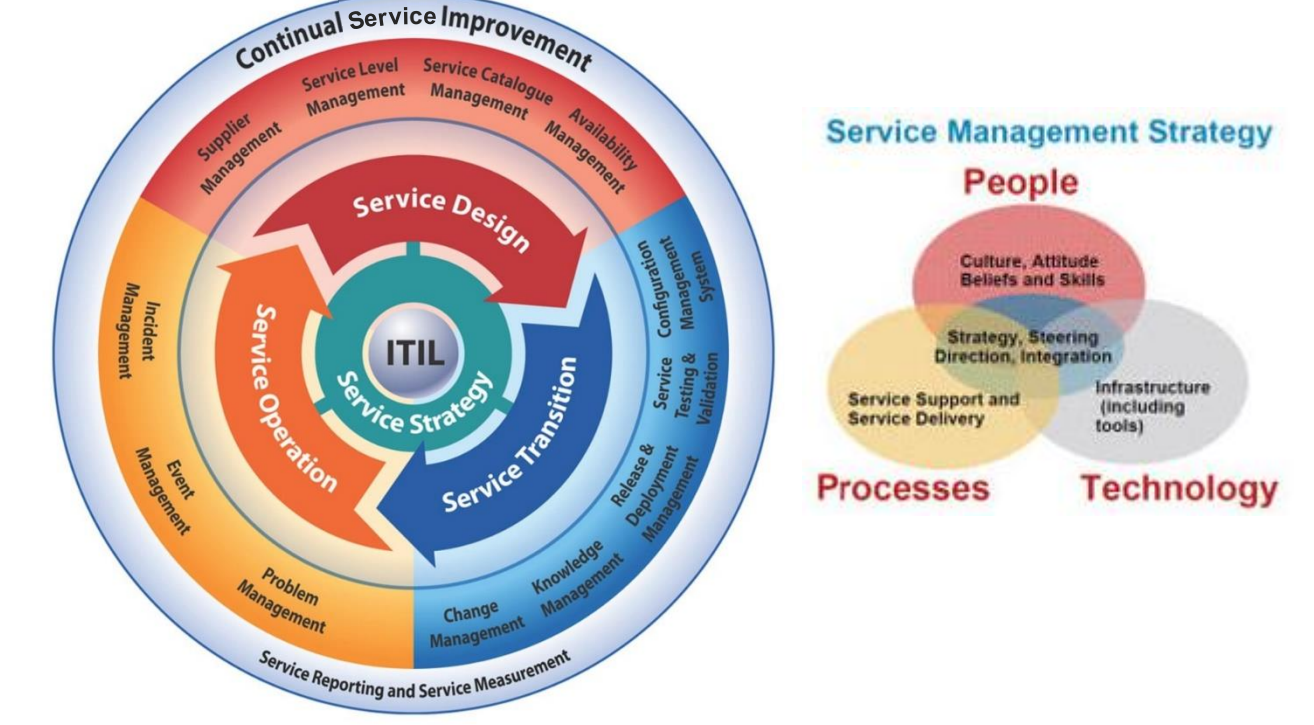 Continual Service Improvement
Supplier
Management
Service Level
Management
Service Catalogue
Management
Availability
Management
Configuration
Management
System
Service
Testing &
Validation
Release &
Deployment
Management
Knowledge
Management
Change
Management
Problem
Management
Event
Management
Incident
Management
Service Design
Service Transition
Service Operation
Service Strategy
ITIL
Service Reporting and Service Measurement
Service Management Strategy
People
Culture, Attitude
Beliefs and Skills
Strategy, Steering
Direction, Integration
Service Support and
Service Delivery
Infrastructure
(including
tools)
Processes
Technology